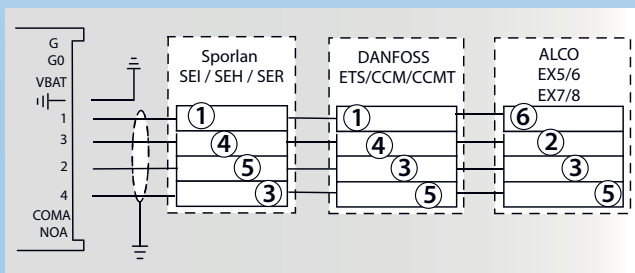 G
G0
VBAT
1
3
2
4
COMA
NOA
Sporlan
SEI / SEH / SER
1
4
5
3
DANFOSS
ETS/CCM/CCMT
1
4
3
5
ALCO
EX5/6
EX7/8
6
2
3
5